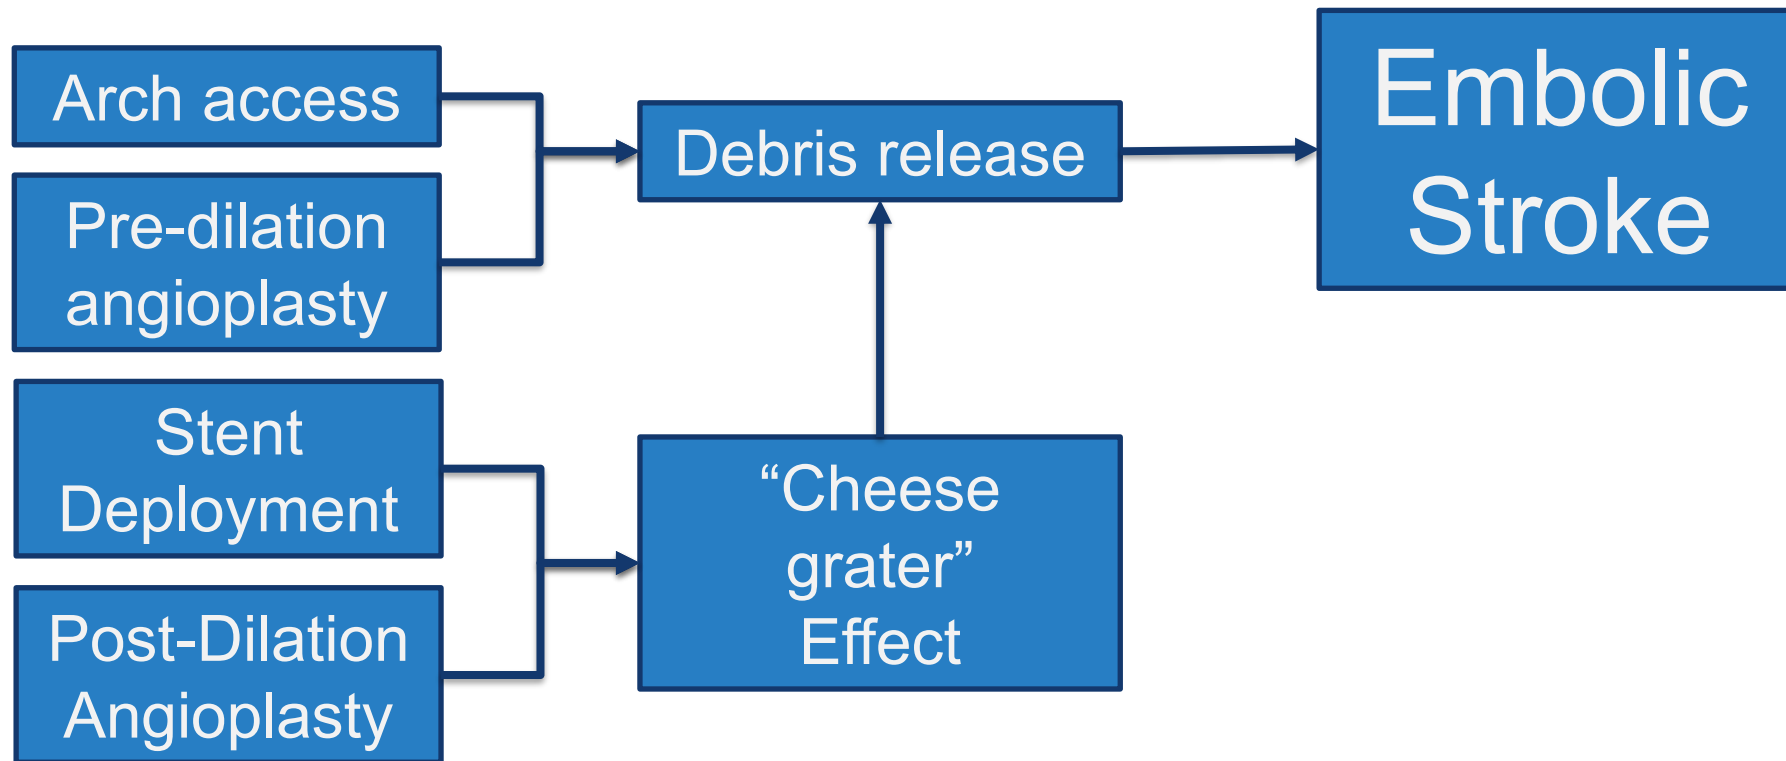 Arch access
Pre-dilation
angioplasty
Stent
Deployment
Post-Dilation
Angioplasty
Debris release
“Cheese
grater”
Effect
Embolic
Stroke